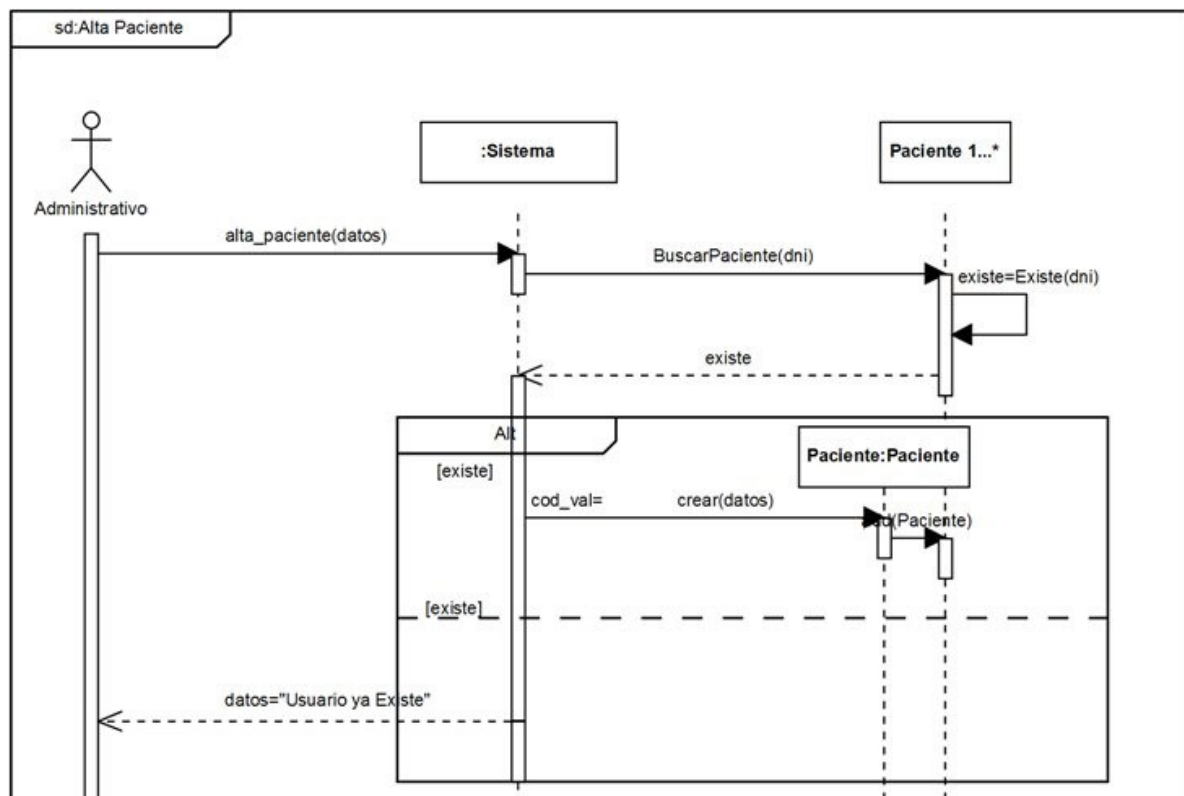 sd:Alta Paciente
:Sistema
Paciente 1...*
Administrativo
alta_paciente(datos)
BuscarPaciente(dni)
existe=Existe(dni)
existe
Alt
Paciente:Paciente
[existe]
cod_val= crear(datos)
(Paciente)
[existe]
datos="Usuario ya Existe"